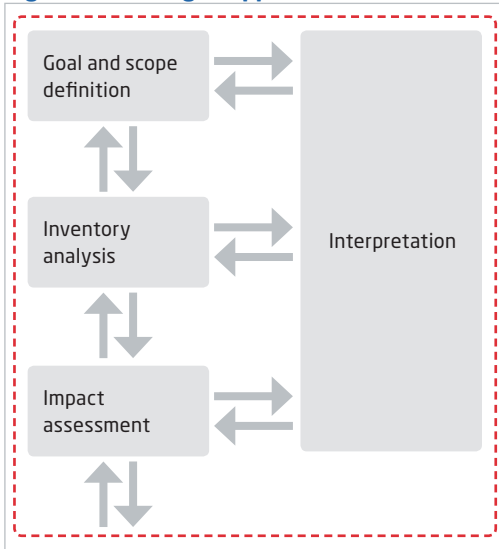 Goal and scope
definition
Inventory
analysis
Interpretation
Impact
assessment